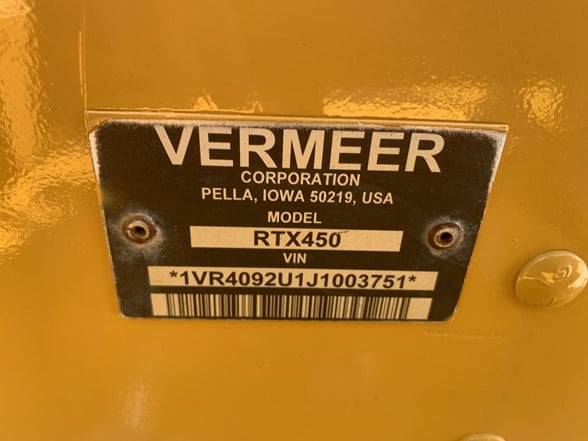 VERMEER
CORPORATION
PELLA, IOWA 50219, USA
MODEL
RTX450
VIN
*1VR4092U1J1003751*